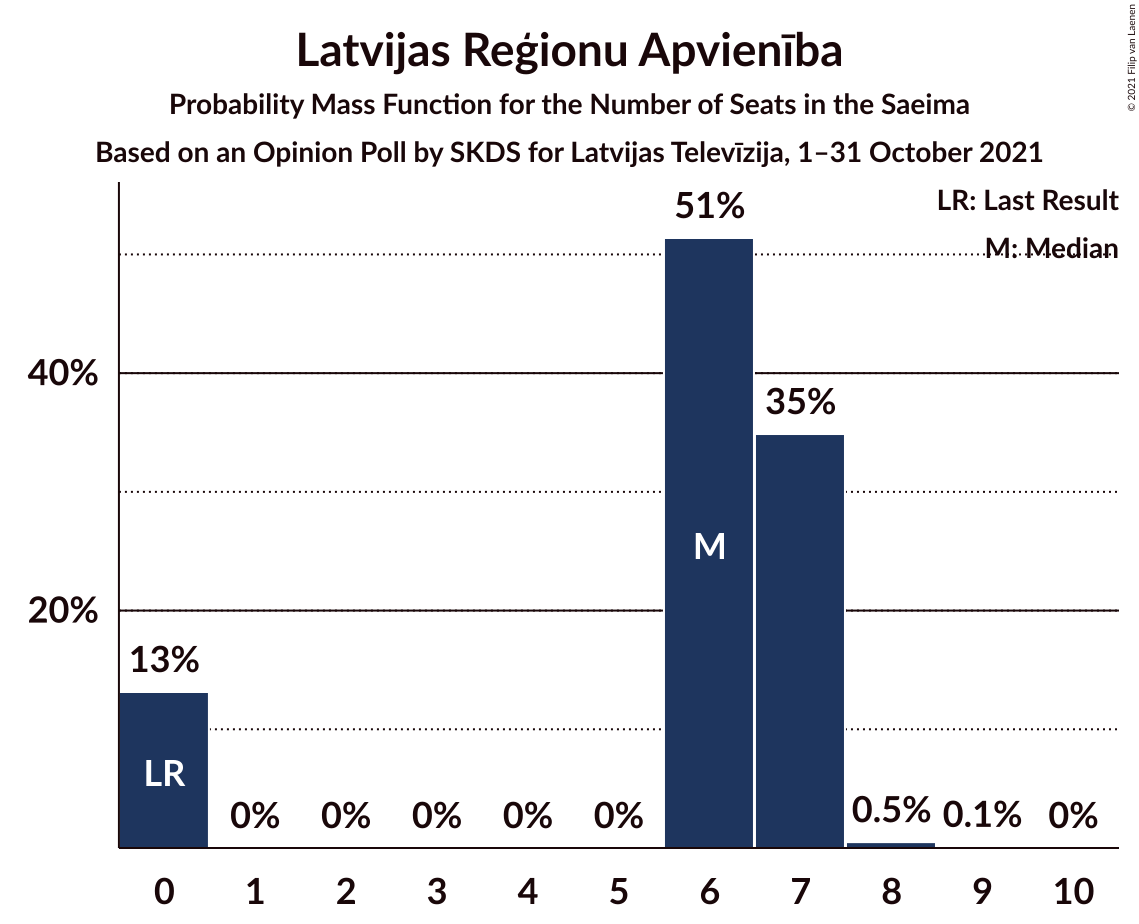 Latvijas Reģionu Apvienība
Probability Mass Function for the Number of Seats in the Saeima
Based on an Opinion Poll by SKDS for Latvijas Televīzija, 1–31 October 2021
© 2021 Filip van Laenen
LR: Last Result
M: Median
51%
40%
35%
M
20%
13%
LR
0% 0% 0% 0% 0% 0.5% 0.1% 0%
0 1 2 3 4 5 6 7 8 9 10